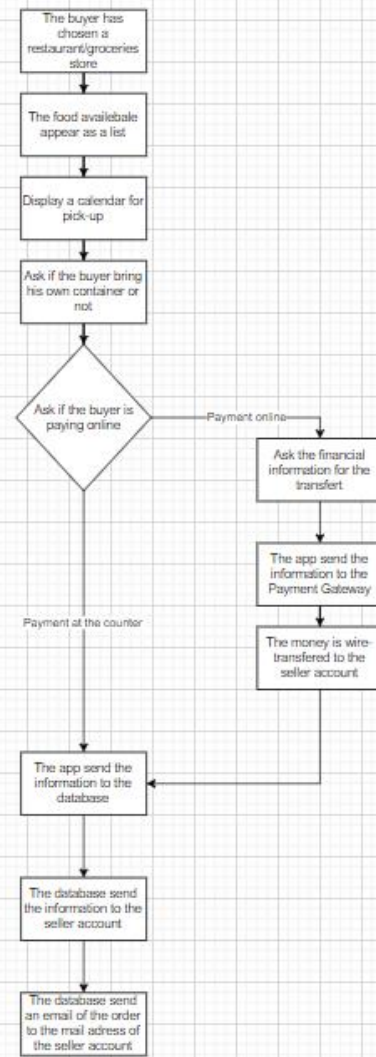 The buyer has
chosen a
restaurant/groceries
store
The food availebale
appear as a list
Display a calendar for
pick-up
Ask if the buyer bring
his own container or
not
Ask if the buyer is
paying online
Payment online
Ask the financial
information for the
transfert
The app send the
information to the
Payment Gateway
The money is wire-
transfered to the
seller account
Payment at the counter
The app send the
information to the
database
The database send
the information to the
seller account
The database send
an email of the order
to the mail adress of
the seller account